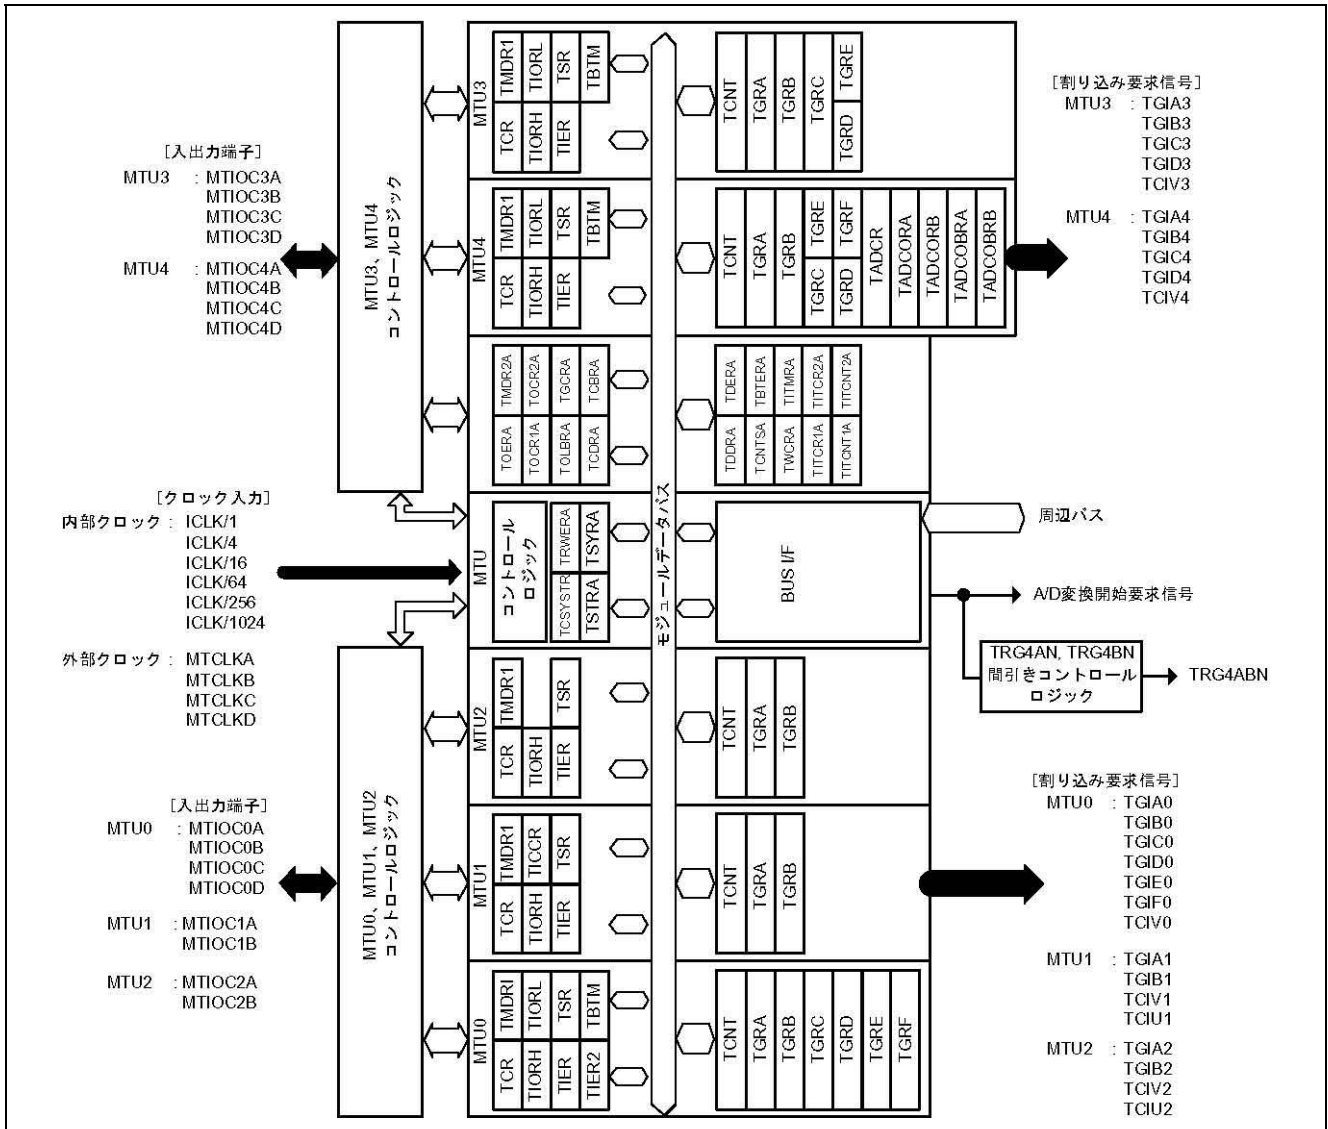 [入出力端子]
MTU3 : MTIOC3A
MTIOC3B
MTIOC3C
MTIOC3D
MTU4 : MTIOC4A
MTIOC4B
MTIOC4C
MTIOC4D
[クロック入力]
内部クロック : ICLK/1
ICLK/4
ICLK/16
ICLK/64
ICLK/256
ICLK/1024
外部クロック : MTCLKA
MTCLKB
MTCLKC
MTCLKD
[入出力端子]
MTU0 : MTIOC0A
MTIOC0B
MTIOC0C
MTIOC0D
MTU1 : MTIOC1A
MTIOC1B
MTU2 : MTIOC2A
MTIOC2B
MTU3、MTU4
コントロールロジック
MTU0、MTU1、MTU2
コントロールロジック
MTU3
TMDR1
TIORL
TSR
TBTM
TCR
TIORH
TIER
TCNT
TGRA
TGRB
TGRC
TGRE
TGRD
MTU4
TMDR1
TIORL
TSR
TBTM
TCR
TIORH
TIER
TCNT
TGRA
TGRB
TGRE
TGRF
TGRC
TGRD
TADCR
TADCORA
TADCORB
TADCOBRA
TADCOBRB
TMDR2A
TOCR2A
TGCRA
TCBRA
TOERA
TOCR1A
TOLBRA
TCDRA
TDERA
TBTERA
TITMRA
TITCR2A
TITCNT2A
TDDRA
TCNTSA
TWCRA
TITCR1A
TITCNT1A
MTU
コントロール
ロジック
TRWERA
TSYRA
TCSYSTR
TSTRA
モジュールデータバス
BUS I/F
MTU2
TMDR1
TSR
TCR
TIORH
TIER
TCNT
TGRA
TGRB
MTU1
TMDR1
TICCR
TSR
TCR
TIORH
TIER
TCNT
TGRA
TGRB
MTU0
TMDRI
TIORL
TSR
TBTM
TCR
TIORH
TIER
TIER2
TCNT
TGRA
TGRB
TGRC
TGRD
TGRE
TGRF
[割り込み要求信号]
MTU3 : TGIA3
TGIB3
TGIC3
TGID3
TCIV3
MTU4 : TGIA4
TGIB4
TGIC4
TGID4
TCIV4
周辺バス
A/D変換開始要求信号
TRG4AN, TRG4BN
間引きコントロール
ロジック
TRG4ABN
[割り込み要求信号]
MTU0 : TGIA0
TGIB0
TGIC0
TGID0
TGIE0
TGIF0
TCIV0
MTU1 : TGIA1
TGIB1
TCIV1
TCIU1
MTU2 : TGIA2
TGIB2
TCIV2
TCIU2